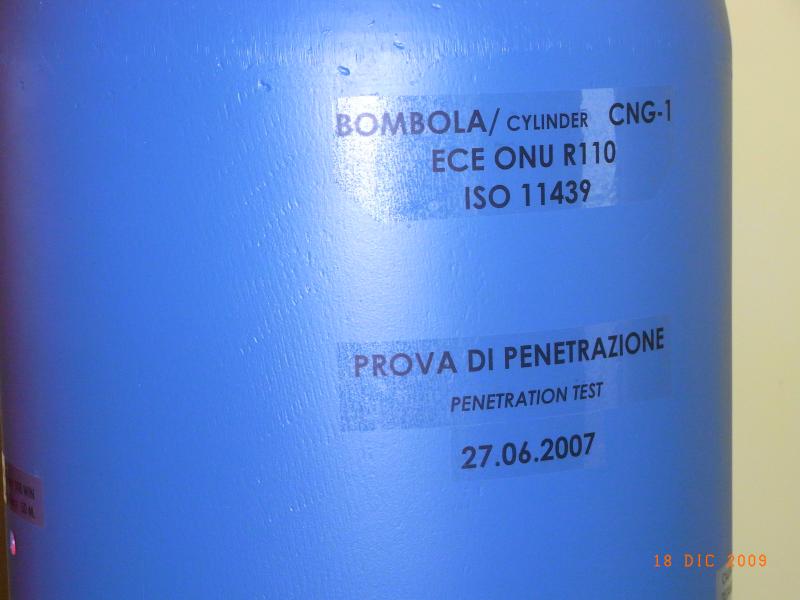 BOMBOLA/ CYLINDER CNG-1
ECE ONU R110
ISO 11439
PROVA DI PENETRAZIONE
PENETRATION TEST
27.06.2007
18 DIC 2009